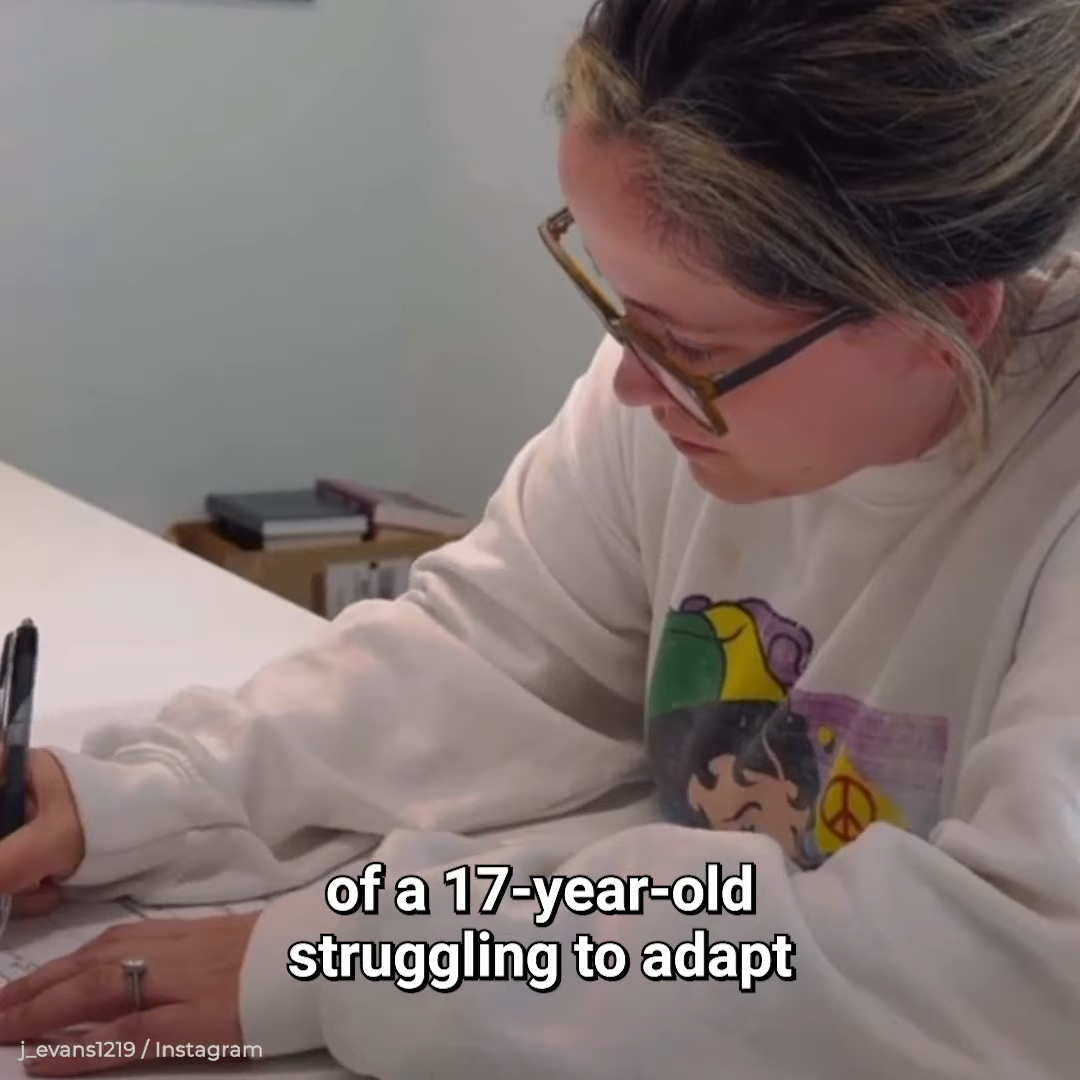 of a 17-year-old
struggling to adapt
j_evans1219 / Instagram